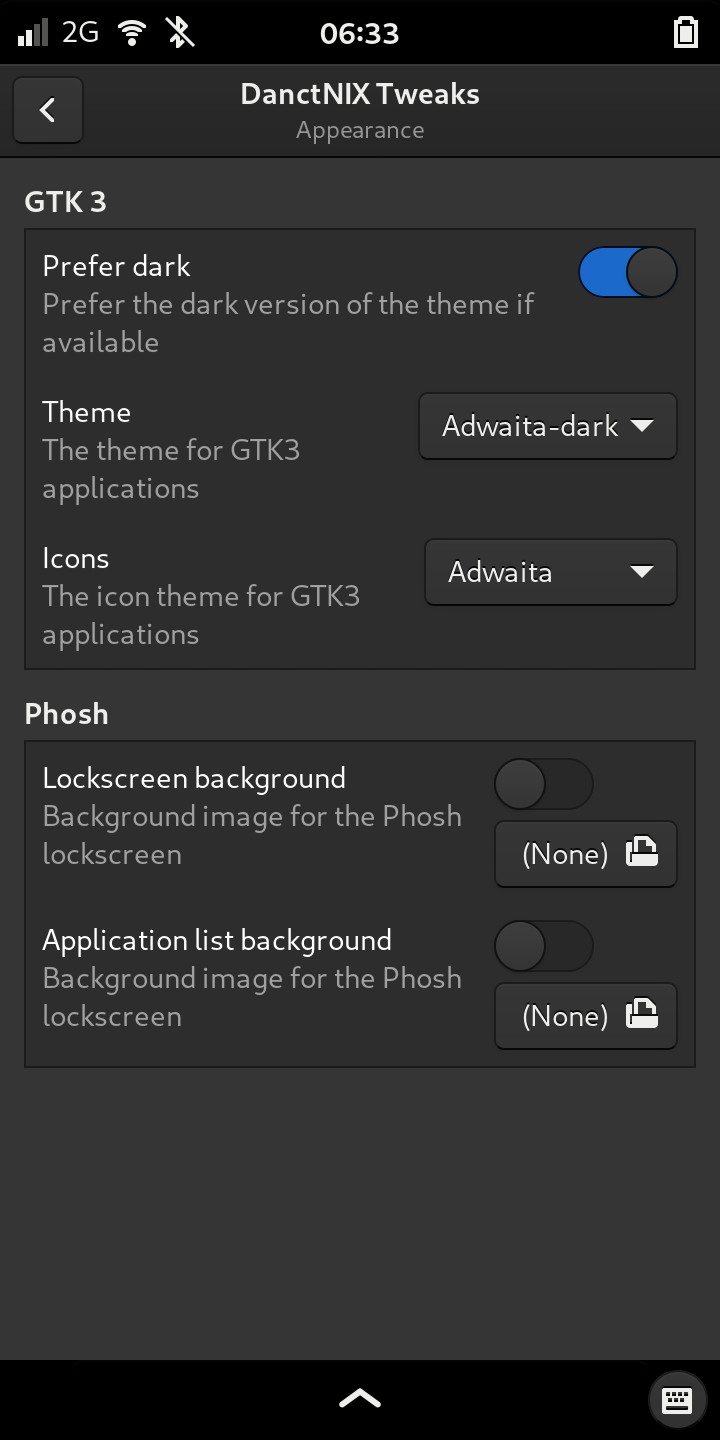 2G
06:33
DanctNIX Tweaks
Appearance
GTK 3
Prefer dark
Prefer the dark version of the theme if
available
Theme
The theme for GTK3
applications
Adwaita-dark
Icons
The icon theme for GTK3
applications
Adwaita
Phosh
Lockscreen background
Background image for the Phosh
lockscreen
(None)
Application list background
Background image for the Phosh
lockscreen
(None)